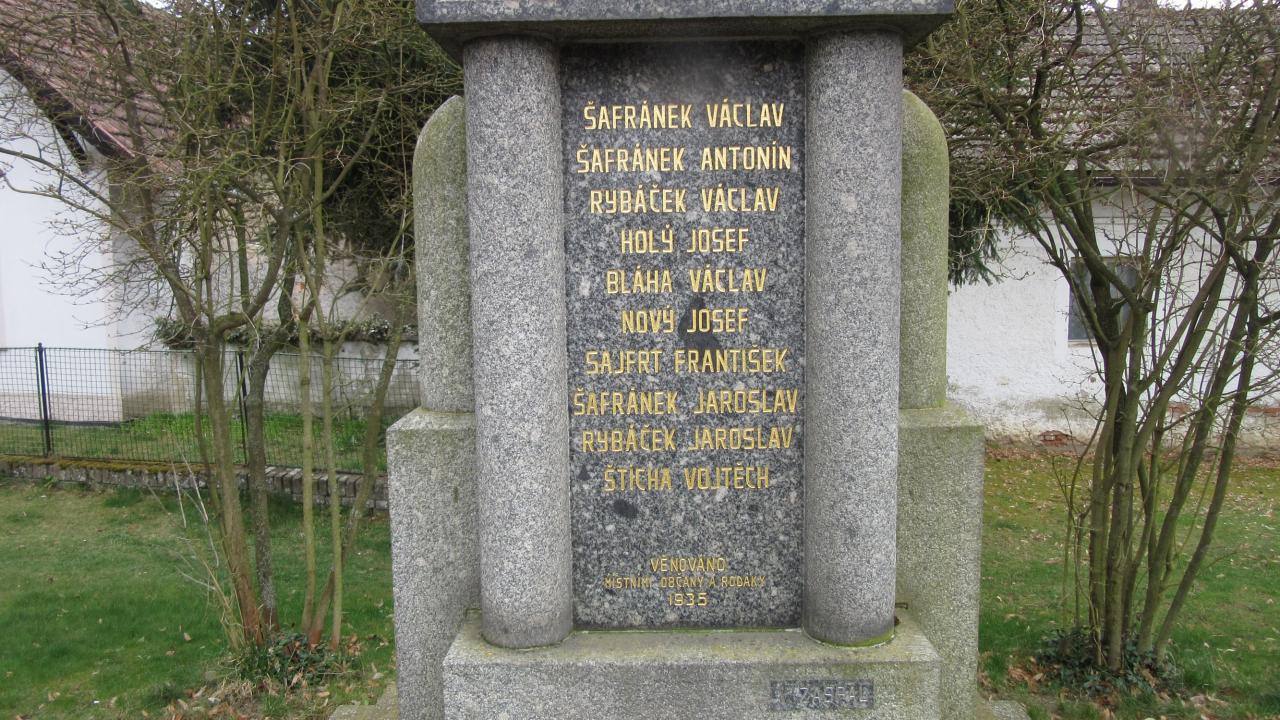 ŠAFRÁNEK VÁCLAV
ŠAFRÁNEK ANTONÍN
RYBÁČEK VÁCLAV
HOLÝ JOSEF
BLÁHA VÁCLAV
NOVÝ JOSEF
SAJFRT FRANTIŠEK
ŠAFRÁNEK JAROSLAV
RYBÁČEK JAROSLAV
ŠTICHA VOJTĚCH
VĚNOVÁNO
MÍSTNÍMI OBČANY A RODÁKY
1935